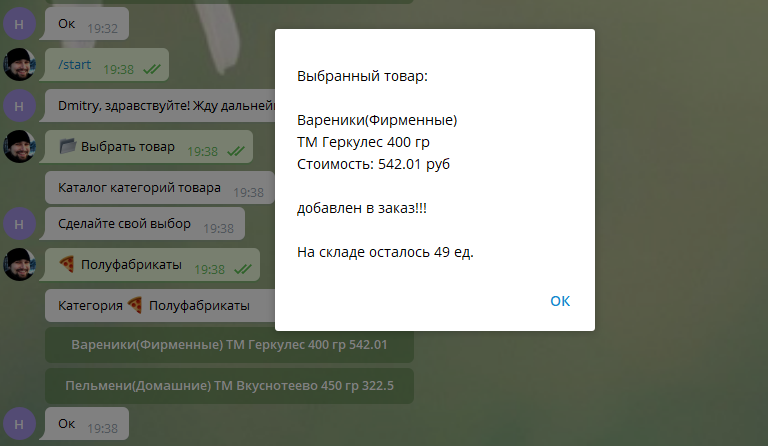 Н
Ок
19:32
/start
19:38
Н
Dmitry, здравствуйте! Жду дальней
Выбрать товар
19:38
Каталог категорий товара
19:38
Н
Сделайте свой выбор
19:38
Полуфабрикаты
19:38
Категория 🍕 Полуфабрикаты
Вареники(Фирменные) ТМ Геркулес 400 гр 542.01
Пельмени(Домашние) ТМ Вкуснотеево 450 гр 322.5
Н
Ок
19:38
Выбранный товар:
Вареники(Фирменные)
ТМ Геркулес 400 гр
Стоимость: 542.01 руб
добавлен в заказ!!!
На складе осталось 49 ед.
OK